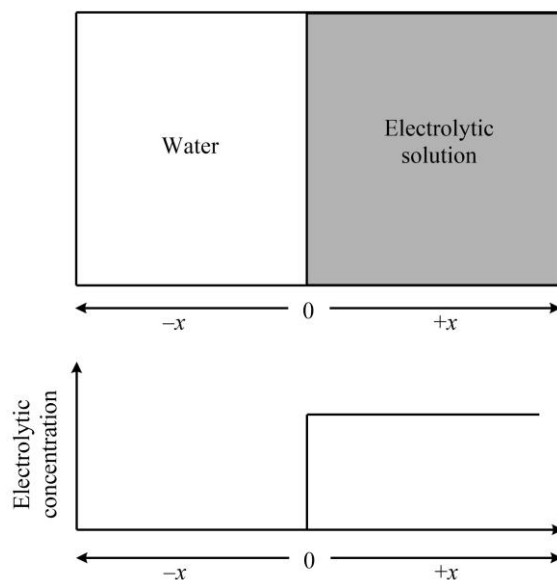 Water
Electrolytic
solution
–x
0
+x
Electrolytic
concentration
–x
0
+x